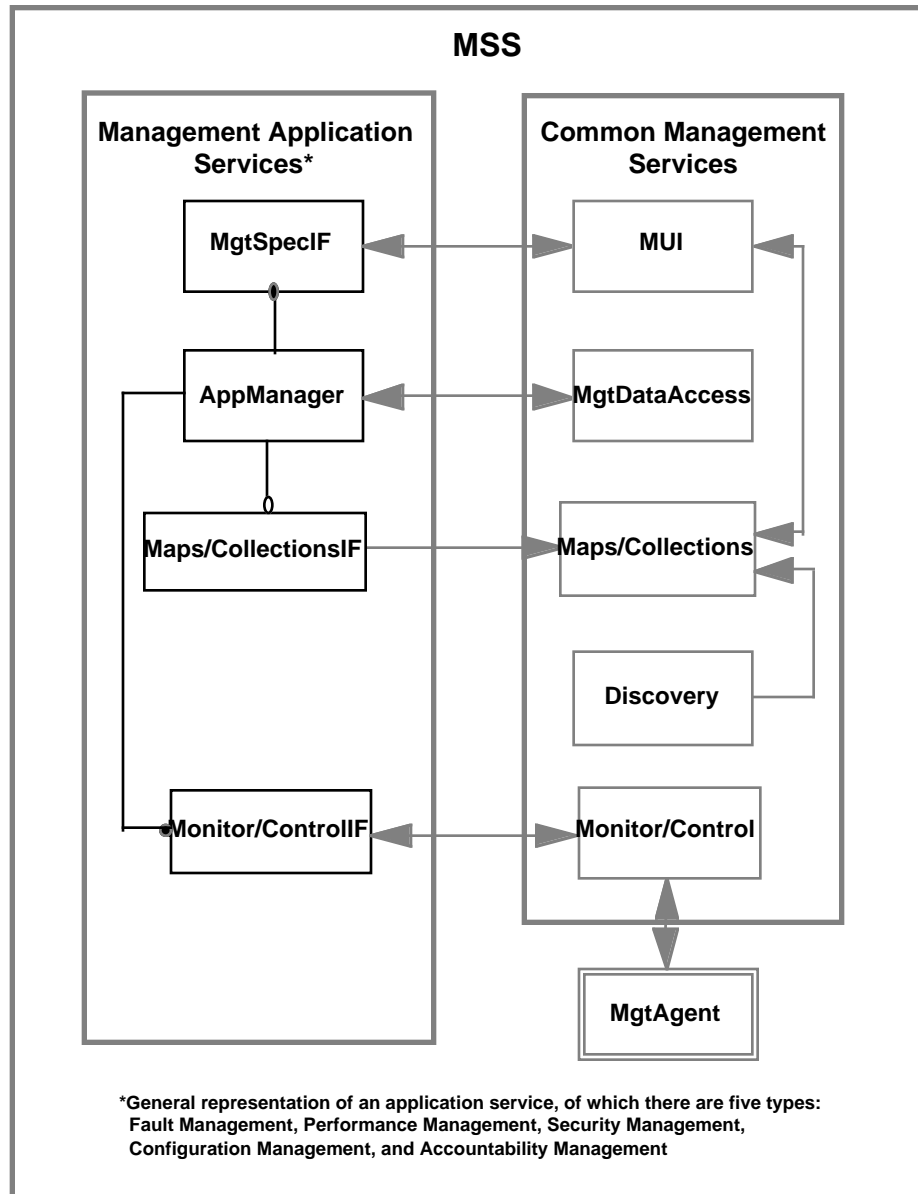 MSS
Management Application
Services*
MgtSpecIF
AppManager
Maps/CollectionsIF
Monitor/ControlIF
Common Management
Services
MUI
MgtDataAccess
Maps/Collections
Discovery
Monitor/Control
MgtAgent
*General representation of an application service, of which there are five types:
Fault Management, Performance Management, Security Management,
Configuration Management, and Accountability Management